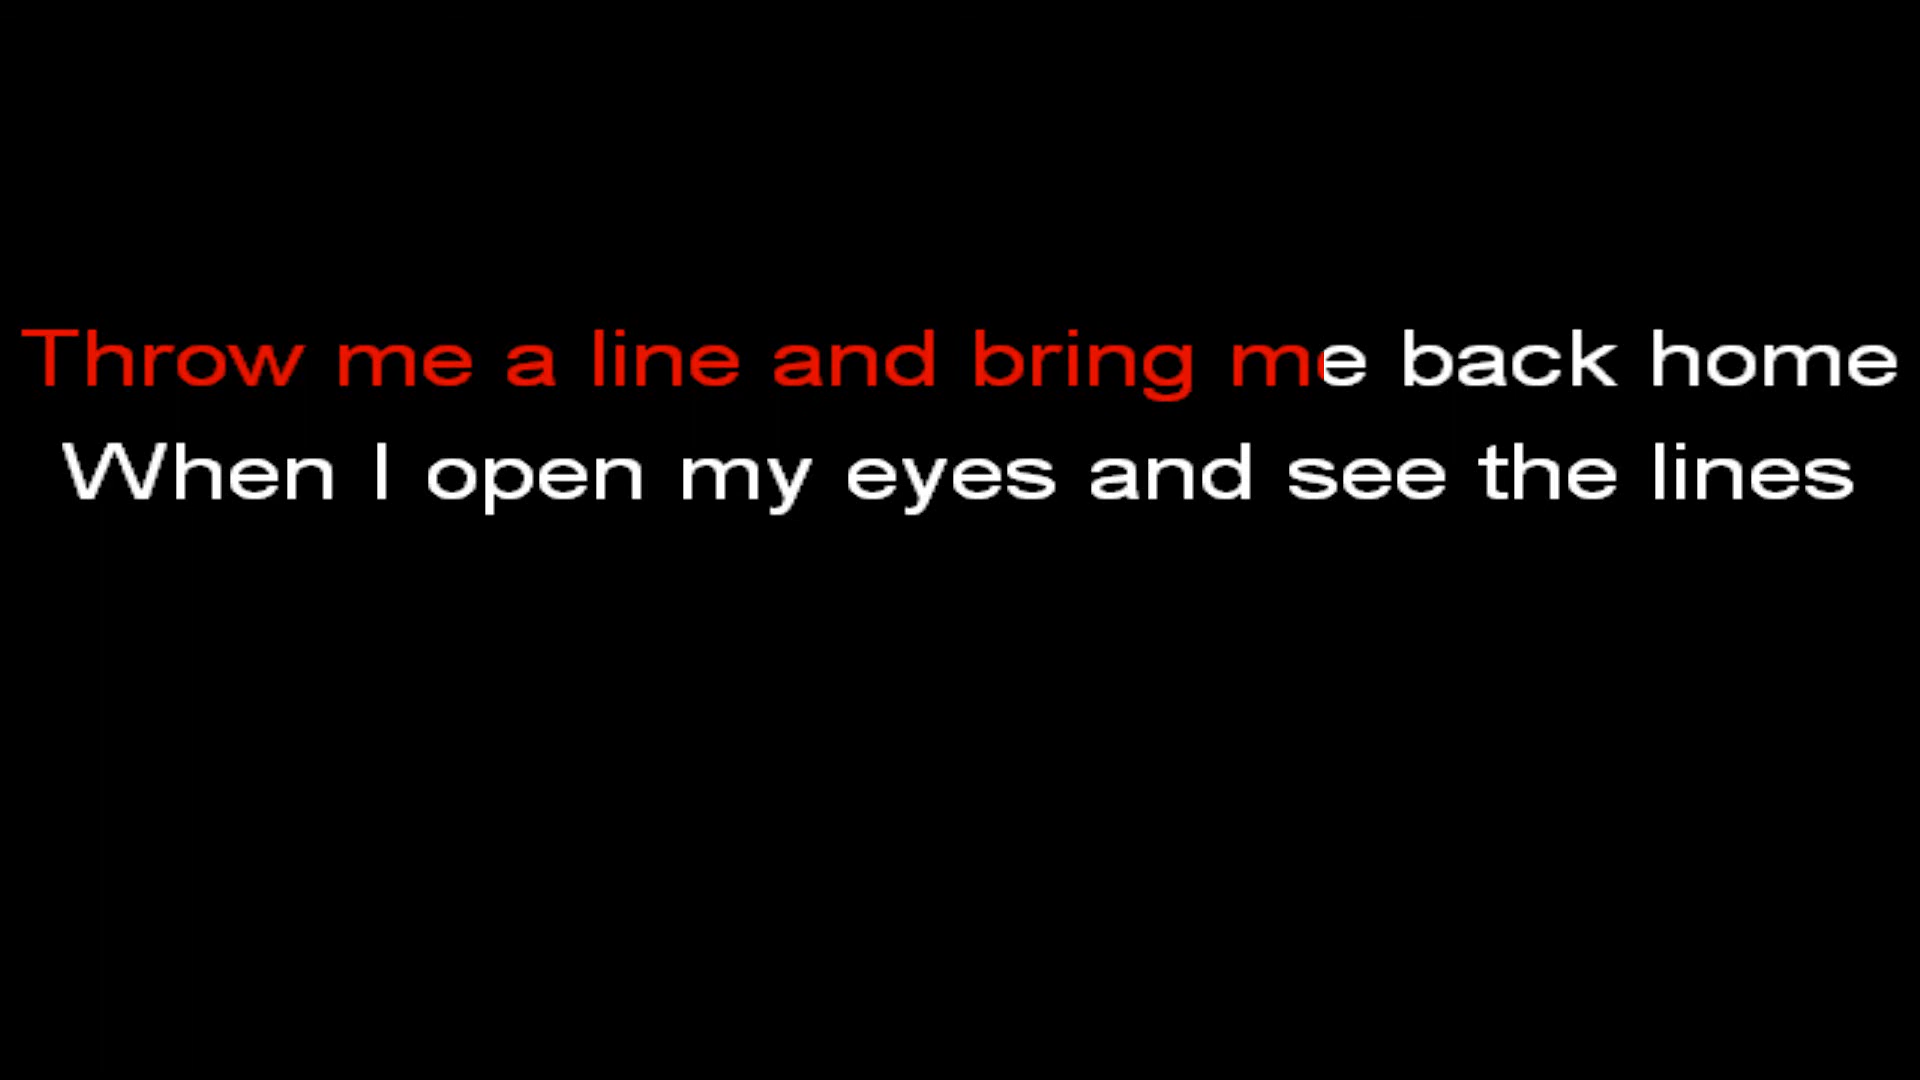 Throw me a line and bring me back home
When I open my eyes and see the lines